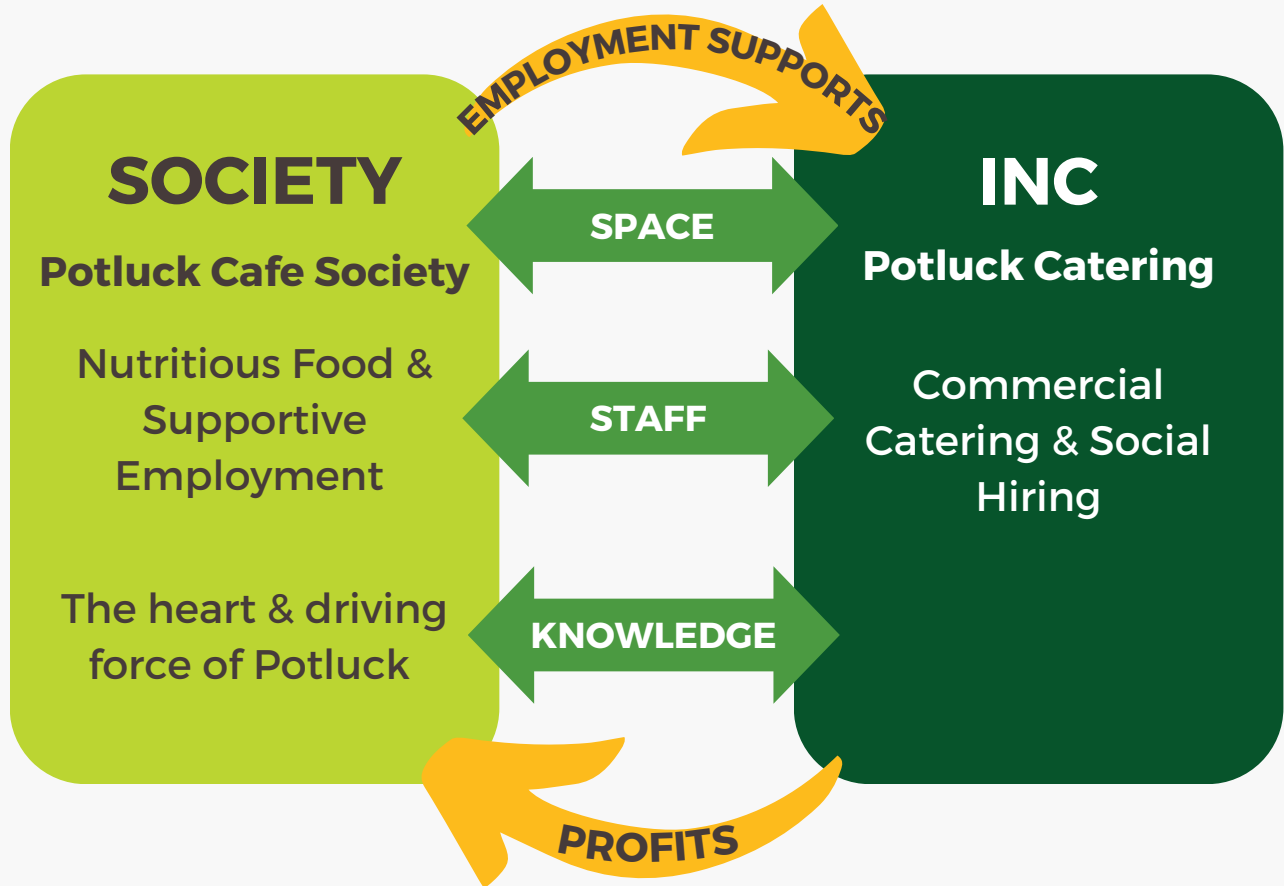 EMPLOYMENT SUPPORTS
SOCIETY
Potluck Cafe Society
Nutritious Food &
Supportive
Employment
The heart & driving
force of Potluck
SPACE
STAFF
KNOWLEDGE
INC
Potluck Catering
Commercial
Catering & Social
Hiring
PROFITS